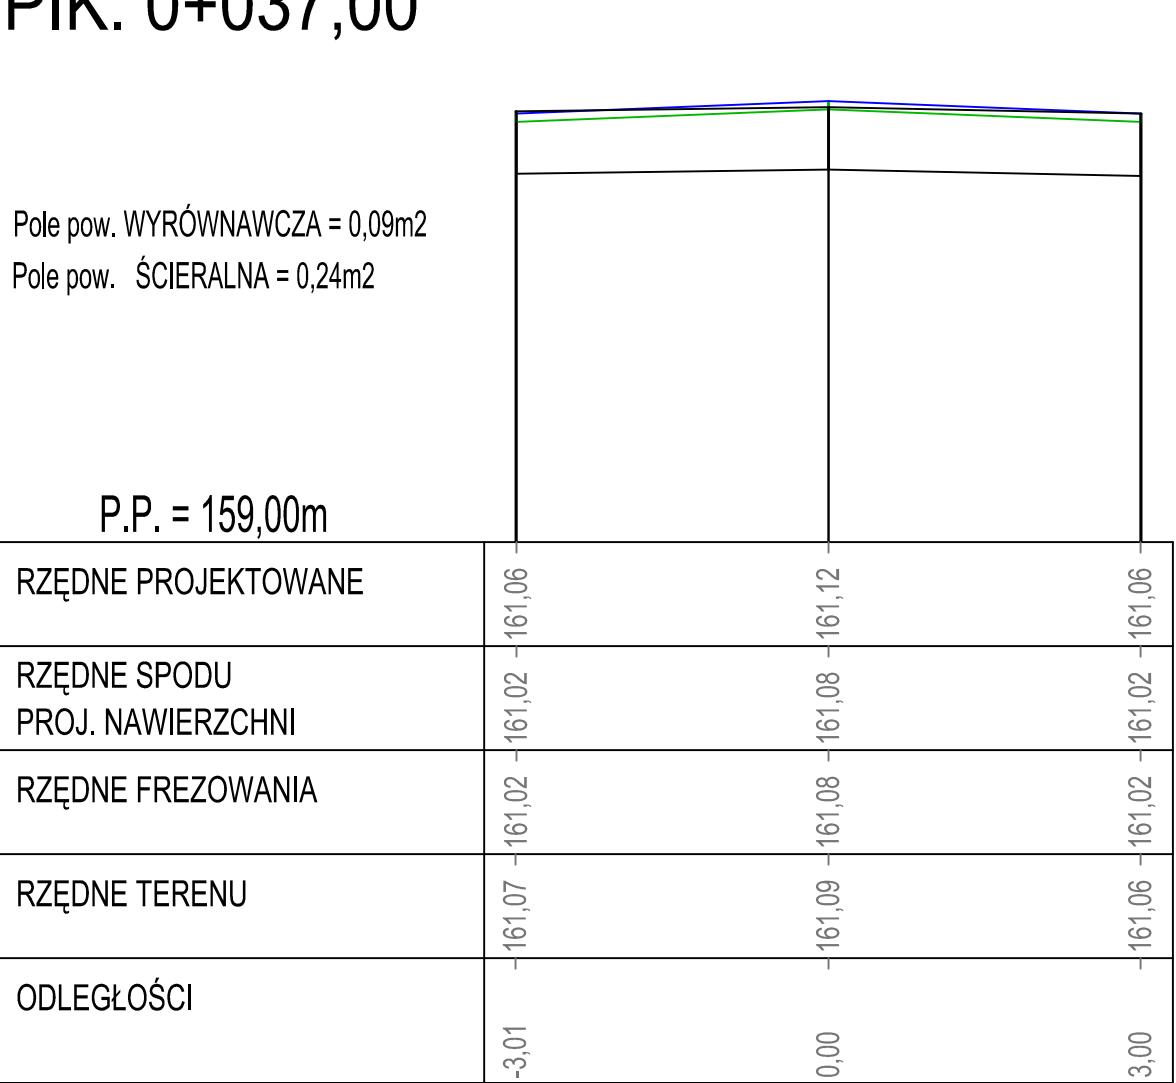 PIK. 0+037,00
Pole pow. WYRÓWNAWCZA = 0,09m2
Pole pow. ŚCIERALNA = 0,24m2
P.P. = 159,00m
RZĘDNE PROJEKTOWANE 161,06 161,12 161,06
RZĘDNE SPODU
PROJ. NAWIERZCHNI 161,02 161,08 161,02
RZĘDNE FREZOWANIA 161,02 161,08 161,02
RZĘDNE TERENU 161,07 161,09 161,06
ODLEGŁOŚCI -3,01 0,00 3,00